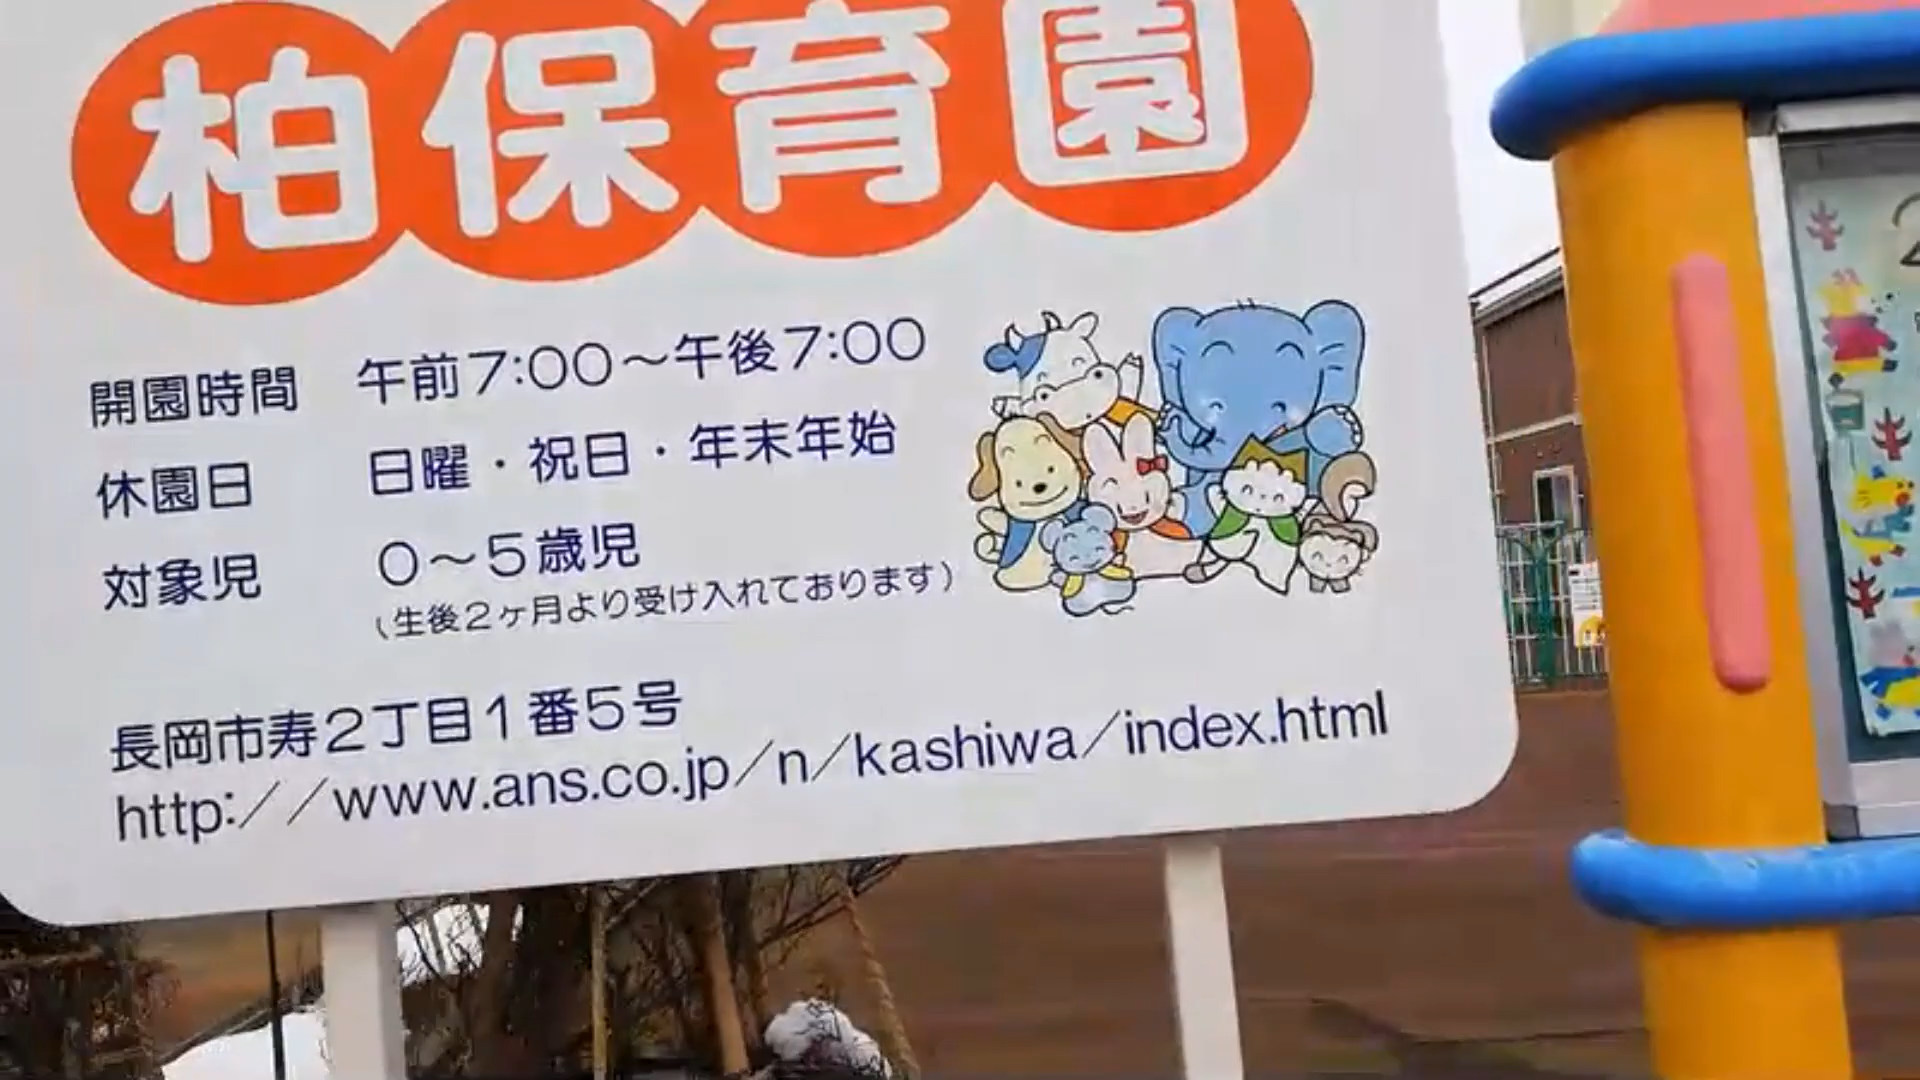 柏保育園
開園時間 午前7:00～午後7:00
休園日 日曜・祝日・年末年始
対象児 0～5歳児
(生後2ヶ月より受け入れております)
長岡市寿2丁目1番5号
http://www.ans.co.jp/n/kashiwa/index.html